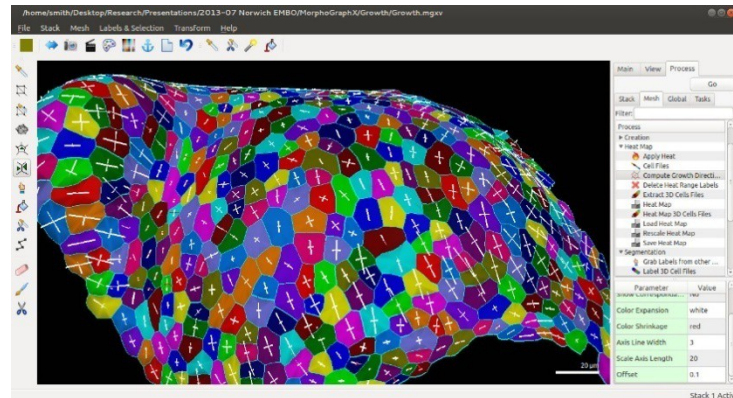 /home/smith/Desktop/Research/Presentations/2013-07 Norwich EMBO/MorphoGraphX/Growth/Growth.mgxv
File Stack Mesh Labels & Selection Transform Help
Main View Process
Go
Stack Mesh Global Tasks
Filter:
Process
Creation
Heat Map
Apply Heat
Cell Files
Compute Growth Directi...
Delete Heat Range Labels
Extract 3D Cells Files
Heat Map
Heat Map 3D Cells Files
Load Heat Map
Rescale Heat Map
Save Heat Map
Segmentation
Grab Labels from other ...
Label 3D Cell Files
Parameter Value
No
Color Expansion white
Color Shrinkage red
Axis Line Width 3
Scale Axis Length 20
Offset 0.1
20 µm
Stack 1 Activ